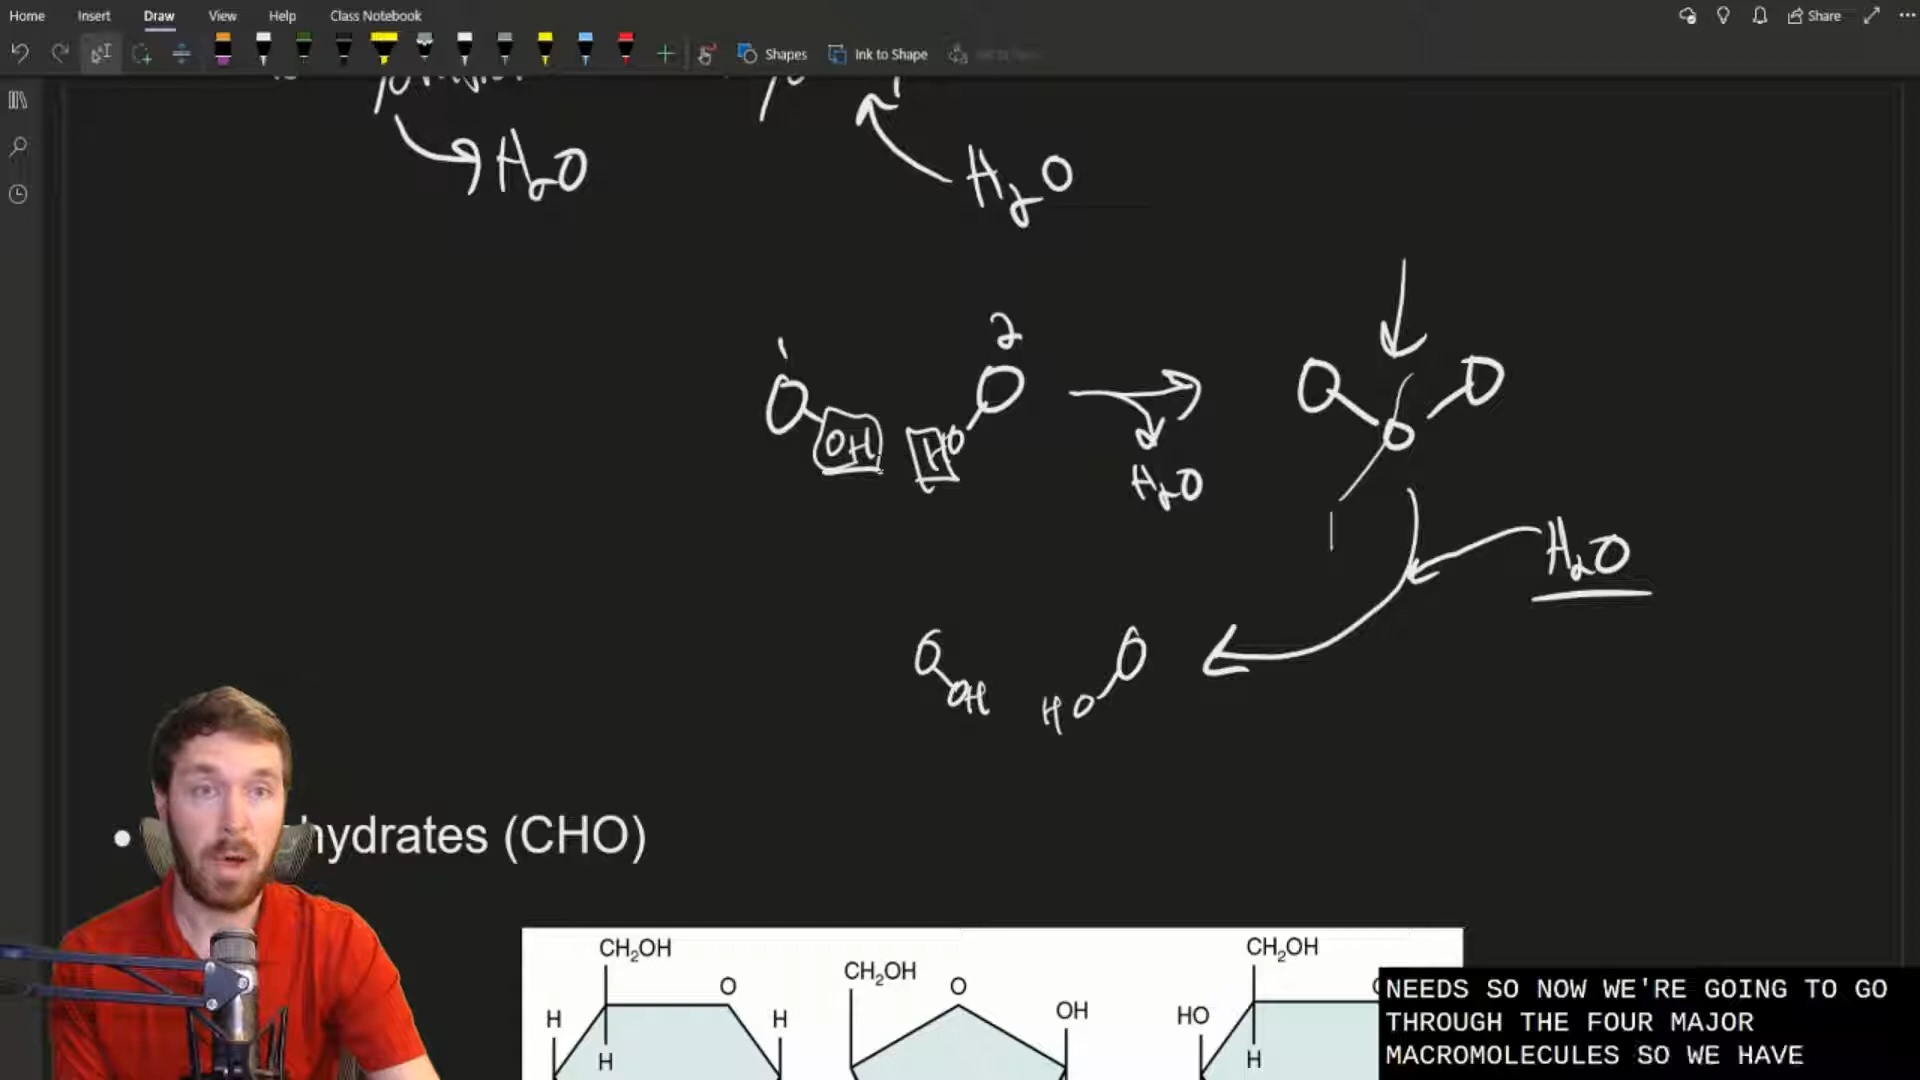 Home Insert Draw View Help Class Notebook Share
Shapes Ink to Shape
H₂O H₂O
1 2
O O O O
OH HO O
H₂O
H₂O
O O
OH HO
hydrates (CHO)
CH₂OH CH₂OH CH₂OH
O O
H H OH HO
H H
NEEDS SO NOW WE'RE GOING TO GO
THROUGH THE FOUR MAJOR
MACROMOLECULES SO WE HAVE